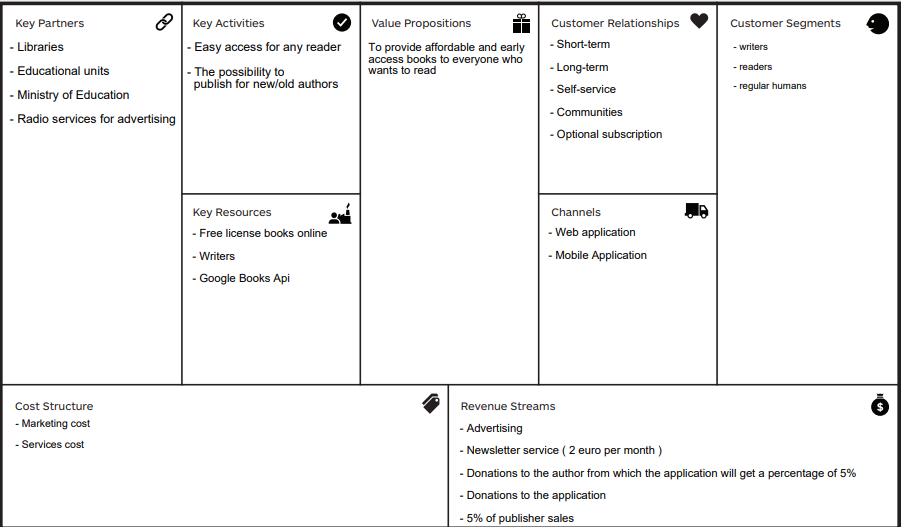 Key Partners
- Libraries
- Educational units
- Ministry of Education
- Radio services for advertising
Key Activities
- Easy access for any reader
- The possibility to
publish for new/old authors
Key Resources
- Free license books online
- Writers
- Google Books Api
Value Propositions
To provide affordable and early
access books to everyone who
wants to read
Customer Relationships
- Short-term
- Long-term
- Self-service
- Communities
- Optional subscription
Channels
- Web application
- Mobile Application
Customer Segments
- writers
- readers
- regular humans
Cost Structure
- Marketing cost
- Services cost
Revenue Streams
$
- Advertising
- Newsletter service ( 2 euro per month )
- Donations to the author from which the application will get a percentage of 5%
- Donations to the application
- 5% of publisher sales